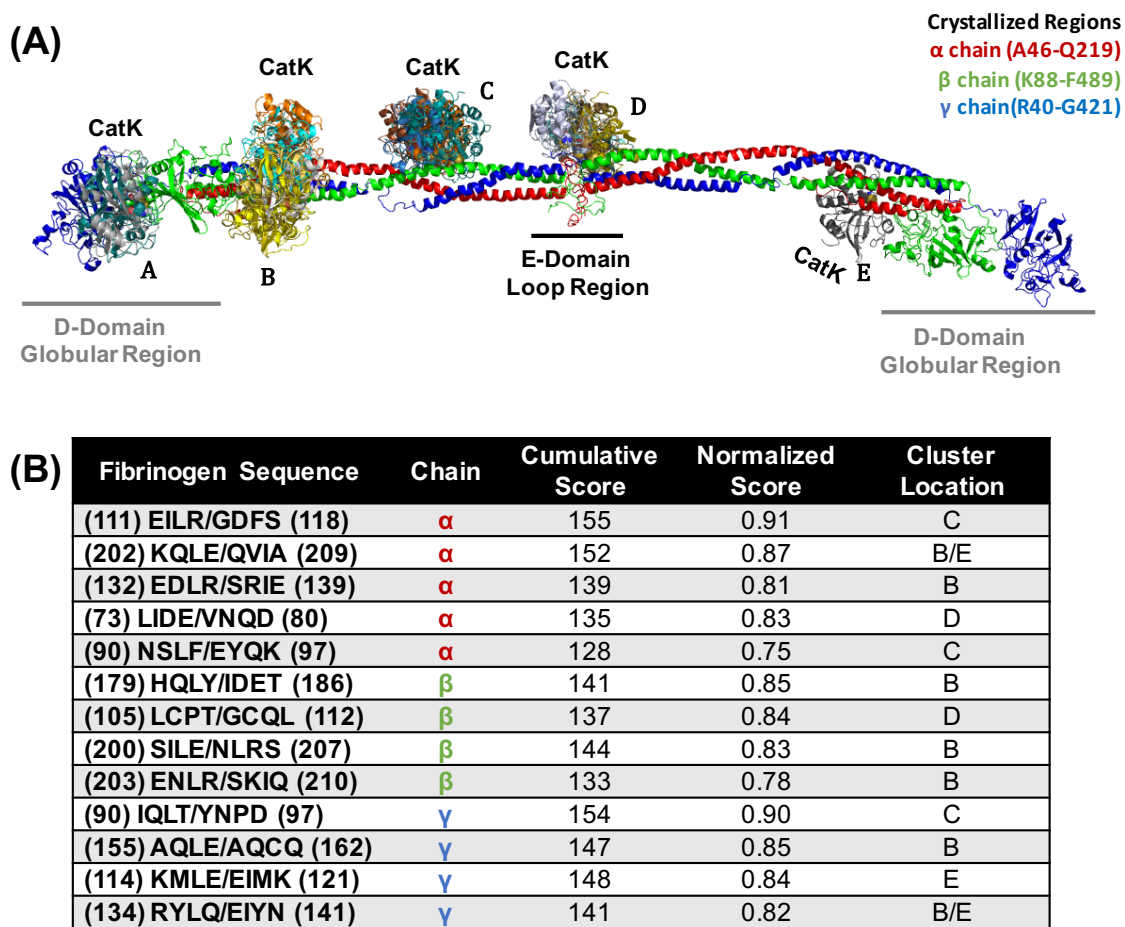 (A)
Crystallized Regions
α chain (A46-Q219)
β chain (K88-F489)
γ chain(R40-G421)
CatK
CatK
CatK
CatK
A
B
C
D
CatK E
E-Domain
Loop Region
D-Domain
Globular Region
D-Domain
Globular Region
(B)
Fibrinogen Sequence Chain Cumulative Score Normalized Score Cluster Location
(111) EILR/GDFS (118) α 155 0.91 C
(202) KQLE/QVIA (209) α 152 0.87 B/E
(132) EDLR/SRIE (139) α 139 0.81 B
(73) LIDE/VNQD (80) α 135 0.83 D
(90) NSLF/EYQK (97) α 128 0.75 C
(179) HQLY/IDET (186) β 141 0.85 B
(105) LCPT/GCQL (112) β 137 0.84 D
(200) SILE/NLRS (207) β 144 0.83 B
(203) ENLR/SKIQ (210) β 133 0.78 B
(90) IQLT/YNPD (97) γ 154 0.90 C
(155) AQLE/AQCQ (162) γ 147 0.85 B
(114) KMLE/EIMK (121) γ 148 0.84 E
(134) RYLQ/EIYN (141) γ 141 0.82 B/E